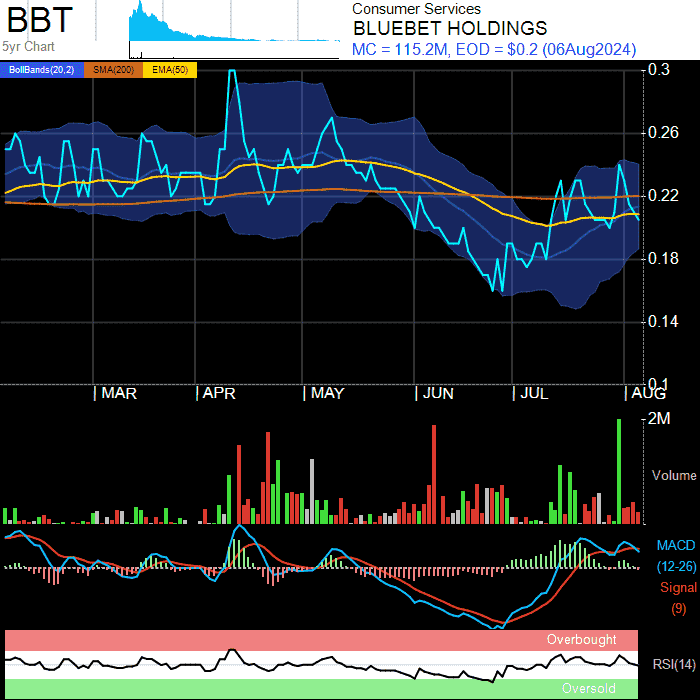 BBT
5yr Chart
Consumer Services
BLUEBET HOLDINGS
MC = 115.2M, EOD = $0.2 (06Aug2024)
BollBands(20,2) SMA(200) EMA(50)
0.3
0.26
0.22
0.18
0.14
0.1
MAR APR MAY JUN JUL AUG
2M
Volume
MACD
(12-26)
Signal
(9)
Overbought
RSI(14)
Oversold